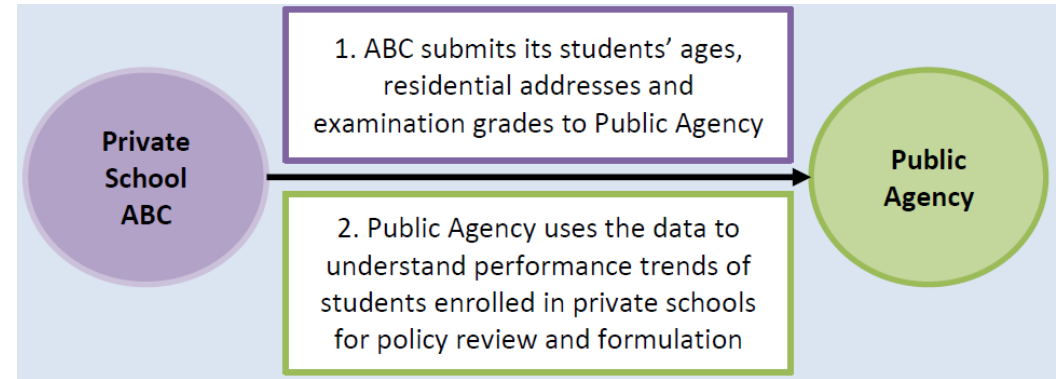 Private
School
ABC
1. ABC submits its students’ ages,
residential addresses and
examination grades to Public Agency
2. Public Agency uses the data to
understand performance trends of
students enrolled in private schools
for policy review and formulation
Public
Agency